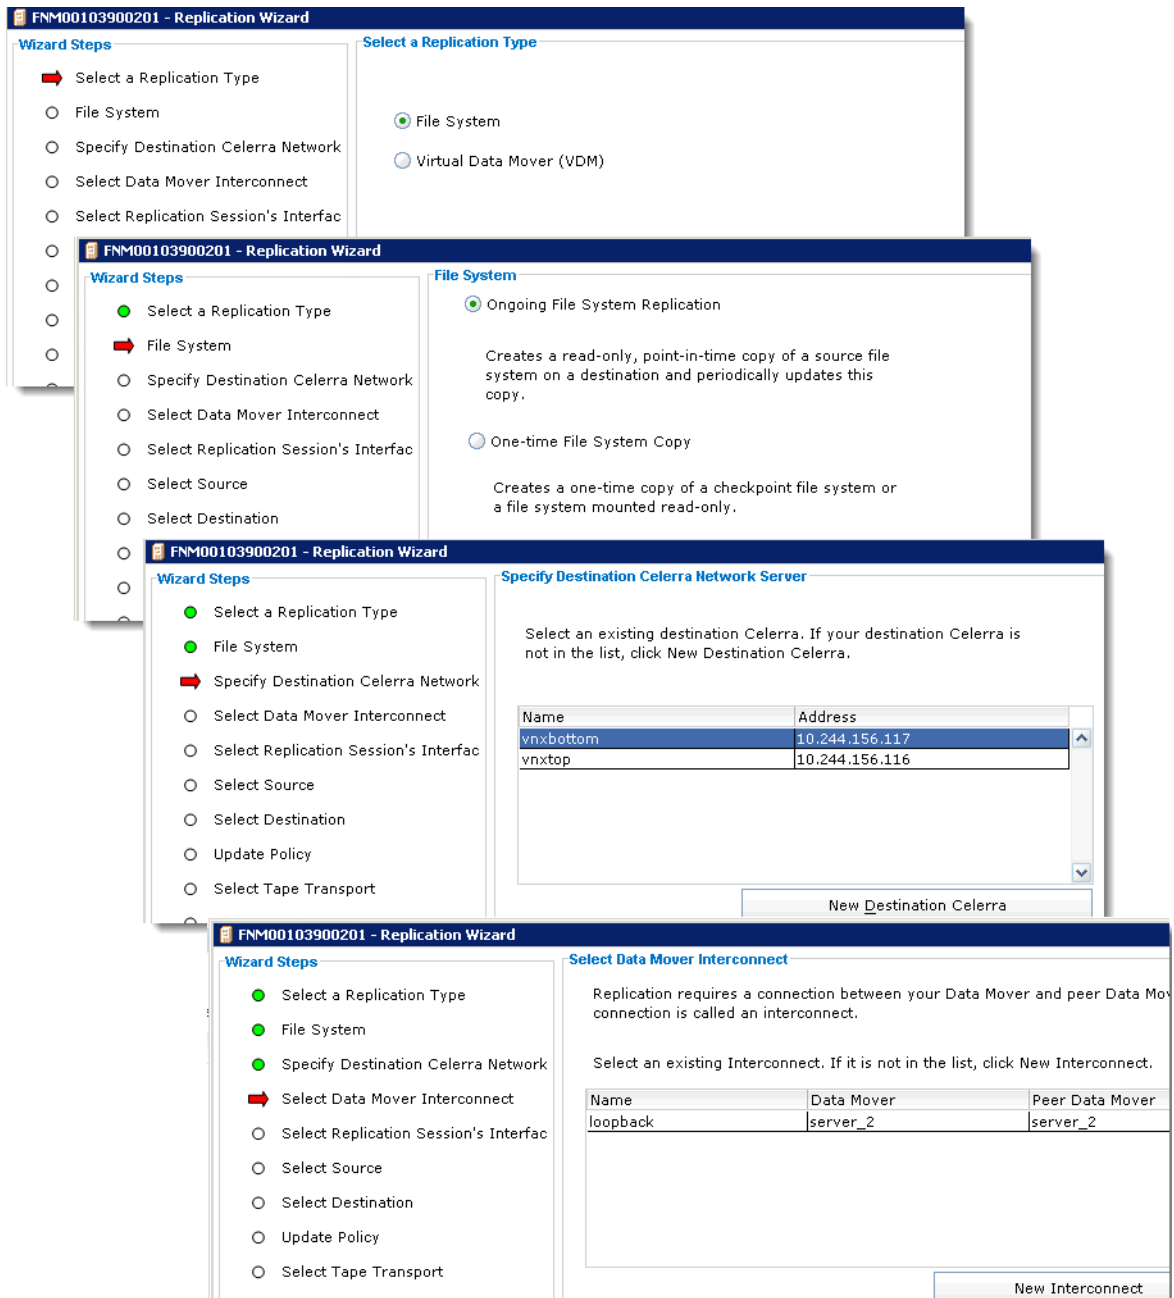 FNM00103900201 - Replication Wizard
Wizard Steps
Select a Replication Type
File System
Specify Destination Celerra Network
Select Data Mover Interconnect
Select Replication Session's Interfac
Select a Replication Type
File System
Virtual Data Mover (VDM)
FNM00103900201 - Replication Wizard
Wizard Steps
Select a Replication Type
File System
Specify Destination Celerra Network
Select Data Mover Interconnect
Select Replication Session's Interfac
Select Source
Select Destination
File System
Ongoing File System Replication
Creates a read-only, point-in-time copy of a source file
system on a destination and periodically updates this
copy.
One-time File System Copy
Creates a one-time copy of a checkpoint file system or
a file system mounted read-only.
FNM00103900201 - Replication Wizard
Wizard Steps
Select a Replication Type
File System
Specify Destination Celerra Network
Select Data Mover Interconnect
Select Replication Session's Interfac
Select Source
Select Destination
Update Policy
Select Tape Transport
Specify Destination Celerra Network Server
Select an existing destination Celerra. If your destination Celerra is
not in the list, click New Destination Celerra.
Name Address
vnxbottom 10.244.156.117
vnxtop 10.244.156.116
New Destination Celerra
FNM00103900201 - Replication Wizard
Wizard Steps
Select a Replication Type
File System
Specify Destination Celerra Network
Select Data Mover Interconnect
Select Replication Session's Interfac
Select Source
Select Destination
Update Policy
Select Tape Transport
Select Data Mover Interconnect
Replication requires a connection between your Data Mover and peer Data Mov
connection is called an interconnect.
Select an existing Interconnect. If it is not in the list, click New Interconnect.
Name Data Mover Peer Data Mover
loopback server_2 server_2
New Interconnect